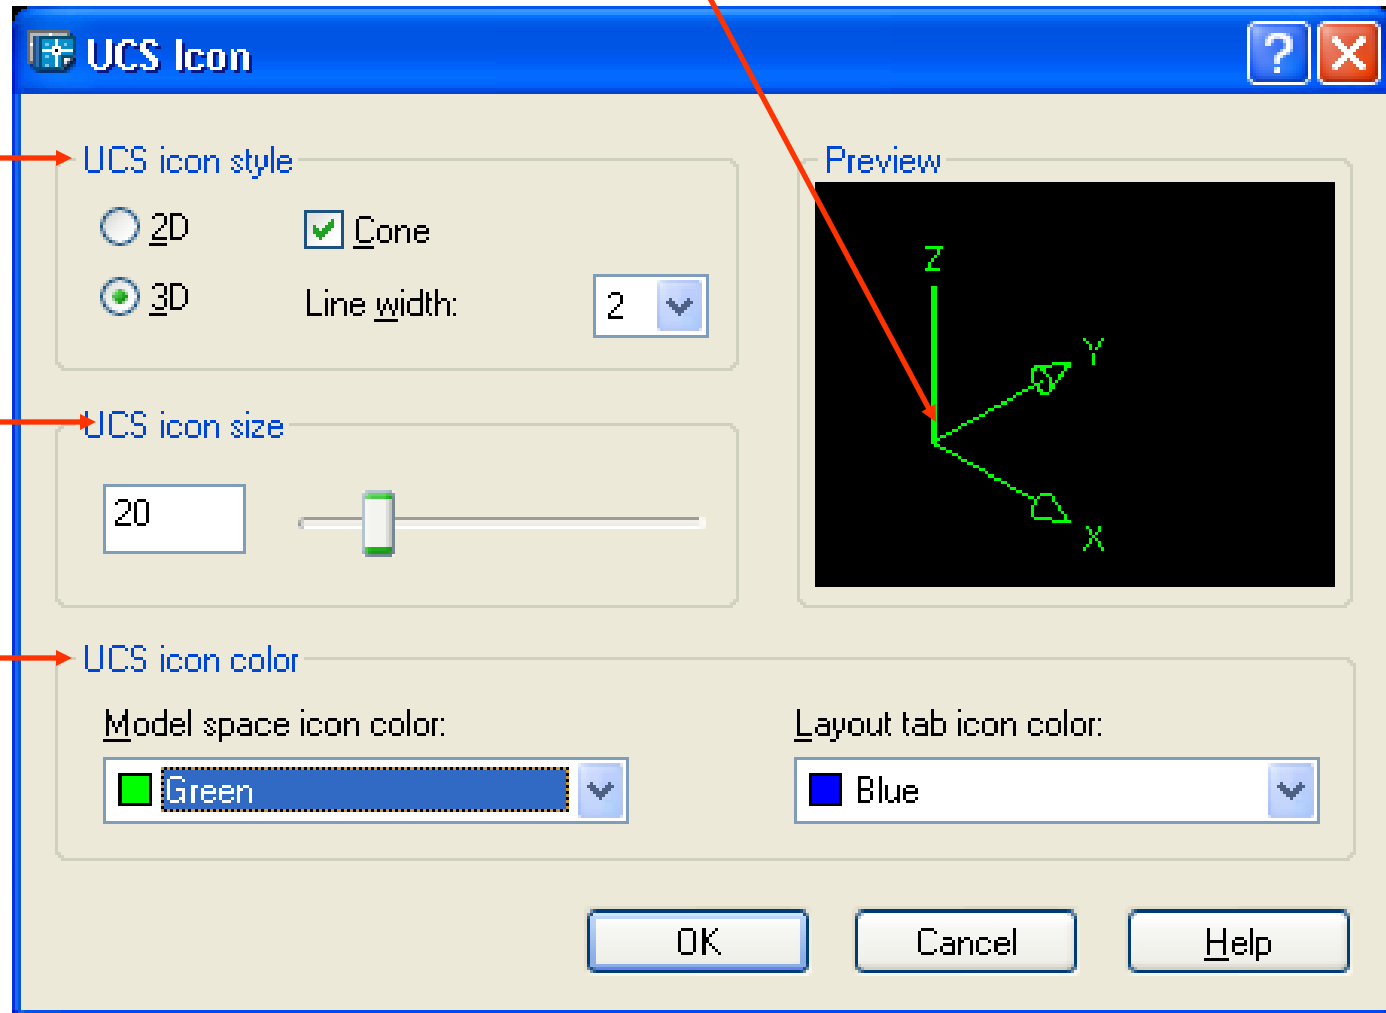 UCS Icon
UCS icon style
2D
Cone
3D
Line width:
2
Preview
Z
Y
X
UCS icon size
20
UCS icon color
Model space icon color:
Green
Layout tab icon color:
Blue
OK
Cancel
Help